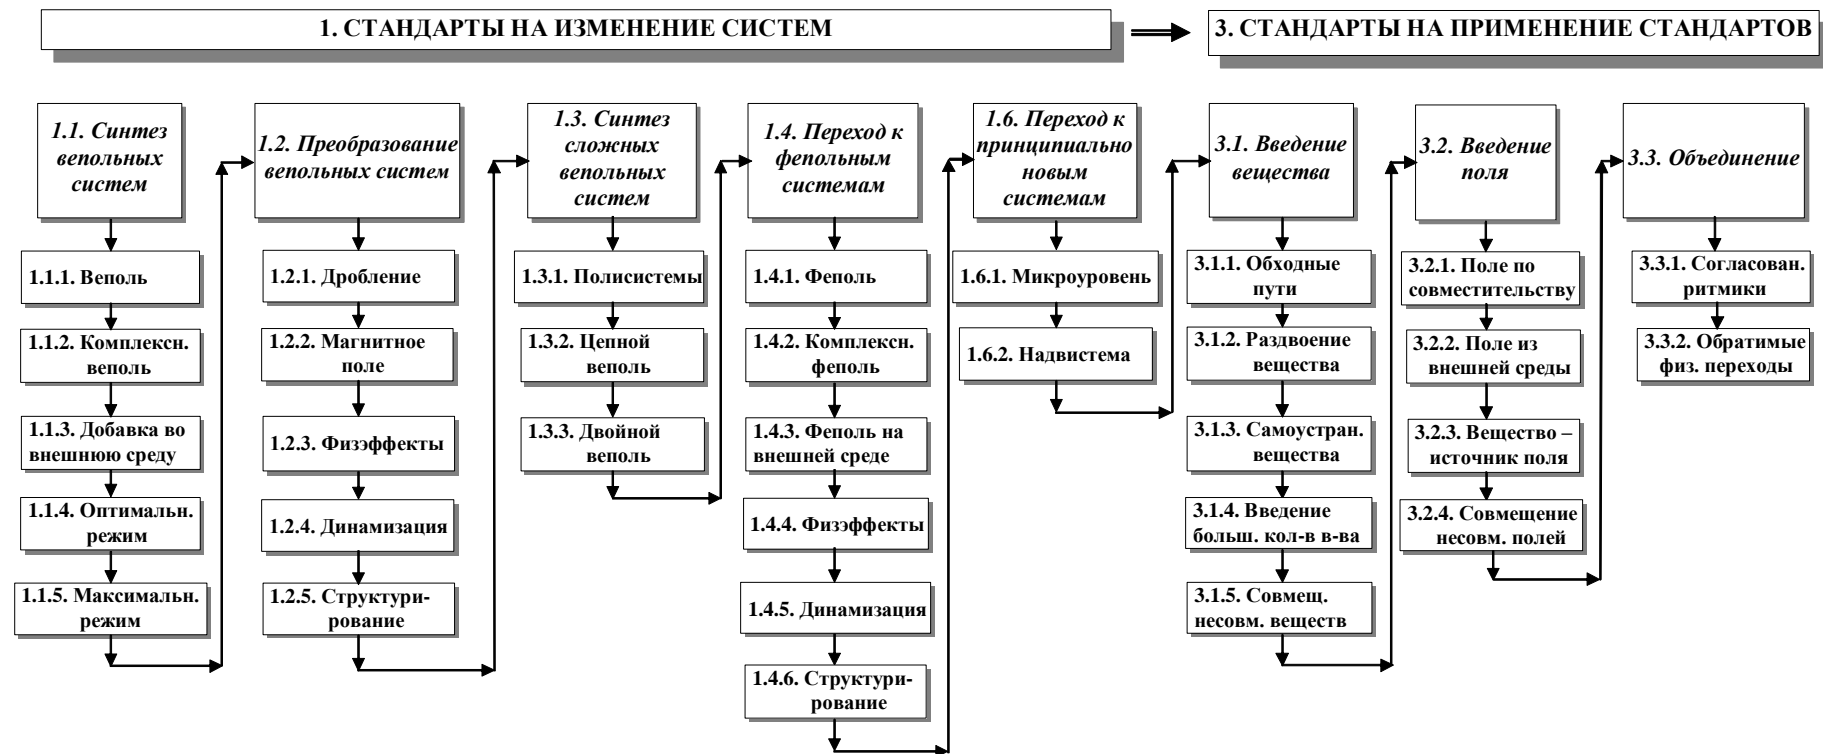 1. СТАНДАРТЫ НА ИЗМЕНЕНИЕ СИСТЕМ
3. СТАНДАРТЫ НА ПРИМЕНЕНИЕ СТАНДАРТОВ
1.1. Синтез
вепольных
систем
1.1.1. Веполь
1.1.2. Комплексн.
веполь
1.1.3. Добавка во
внешнюю среду
1.1.4. Оптимальн.
режим
1.1.5. Максимальн.
режим
1.2. Преобразование
вепольных систем
1.2.1. Дробление
1.2.2. Магнитное
поле
1.2.3. Физэффекты
1.2.4. Динамизация
1.2.5. Структури-
рование
1.3. Синтез
сложных
вепольных
систем
1.3.1. Полисистемы
1.3.2. Цепной
веполь
1.3.3. Двойной
веполь
1.4. Переход к
фепольным
системам
1.4.1. Феполь
1.4.2. Комплексн.
феполь
1.4.3. Феполь на
внешней среде
1.4.4. Физэффекты
1.4.5. Динамизация
1.4.6. Структури-
рование
1.6. Переход к
принципиально
новым
системам
1.6.1. Микроуровень
1.6.2. Надвистема
3.1. Введение
вещества
3.1.1. Обходные
пути
3.1.2. Раздвоение
вещества
3.1.3. Самоустран.
вещества
3.1.4. Введение
больш. кол-в в-ва
3.1.5. Совмещ.
несовм. веществ
3.2. Введение
поля
3.2.1. Поле по
совместительству
3.2.2. Поле из
внешней среды
3.2.3. Вещество –
источник поля
3.2.4. Совмещение
несовм. полей
3.3. Объединение
3.3.1. Согласован.
ритмики
3.3.2. Обратимые
физ. переходы